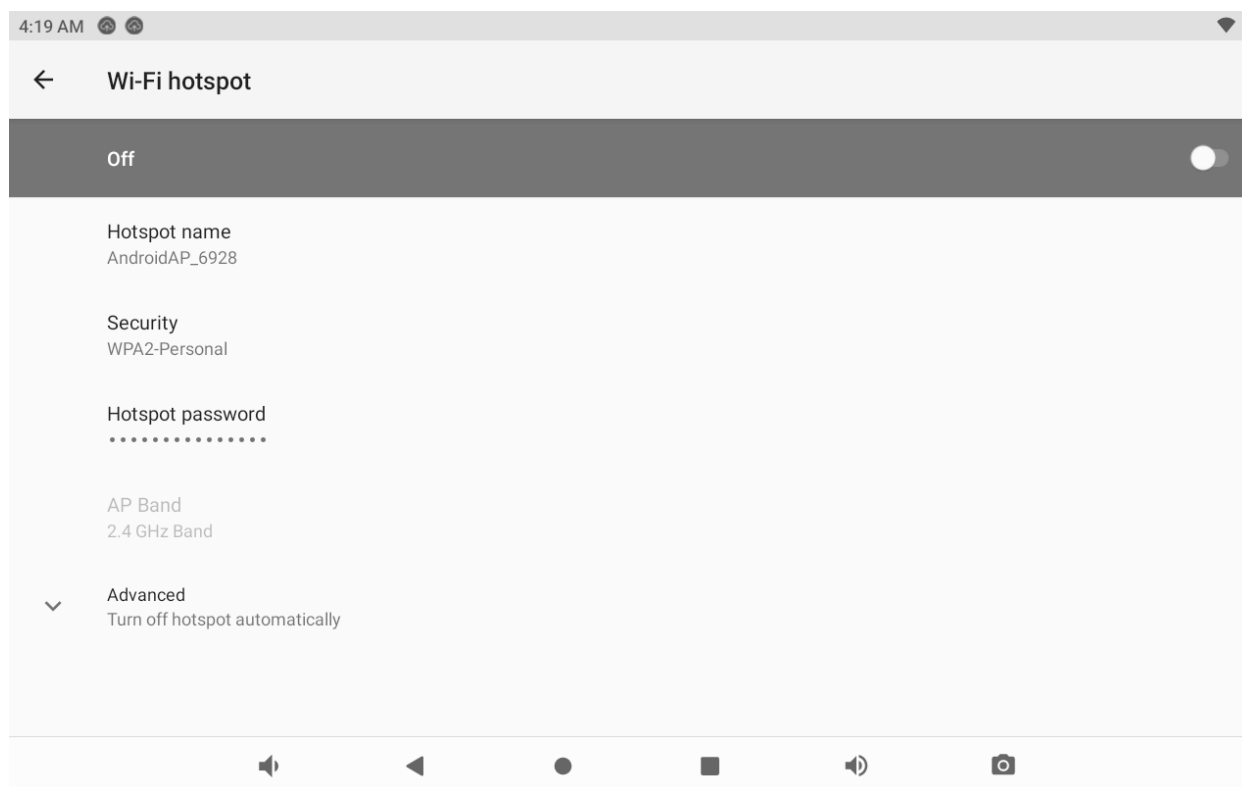 4:19 AM
Wi-Fi hotspot
Off
Hotspot name
AndroidAP_6928
Security
WPA2-Personal
Hotspot password
•••••••••••••••
AP Band
2.4 GHz Band
Advanced
Turn off hotspot automatically